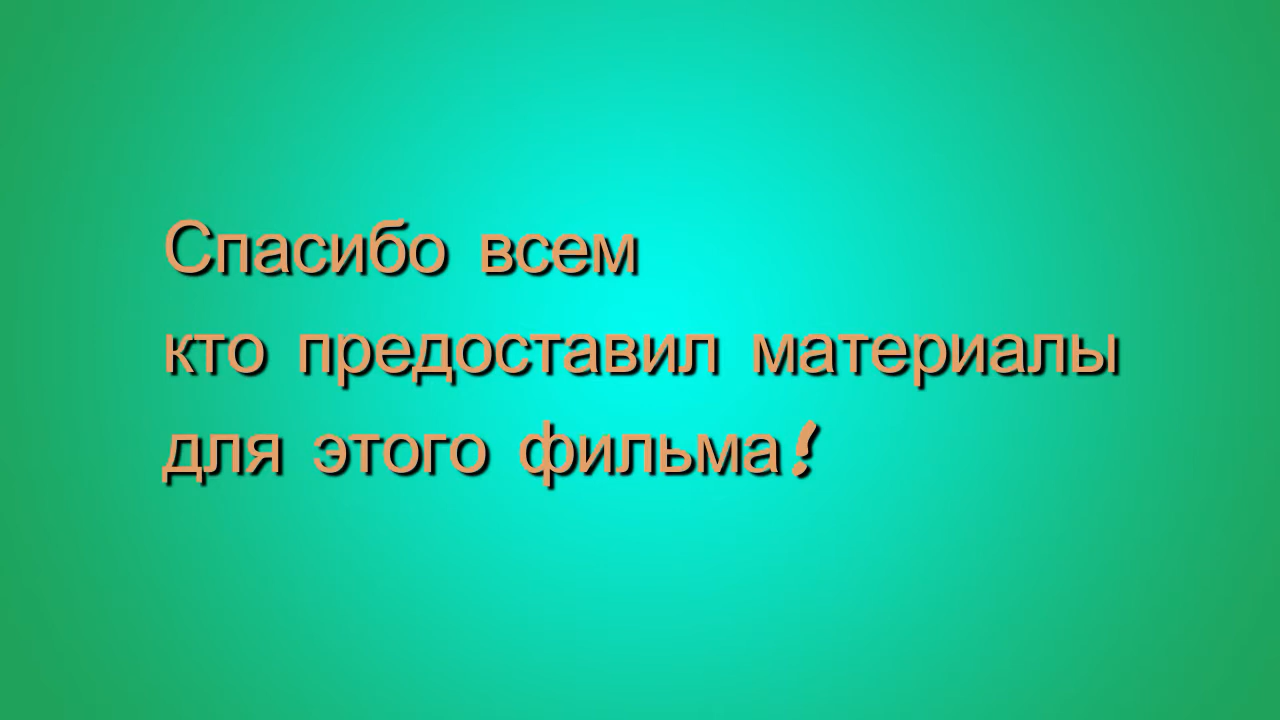 Спасибо всем
кто предоставил материалы
для этого фильма!